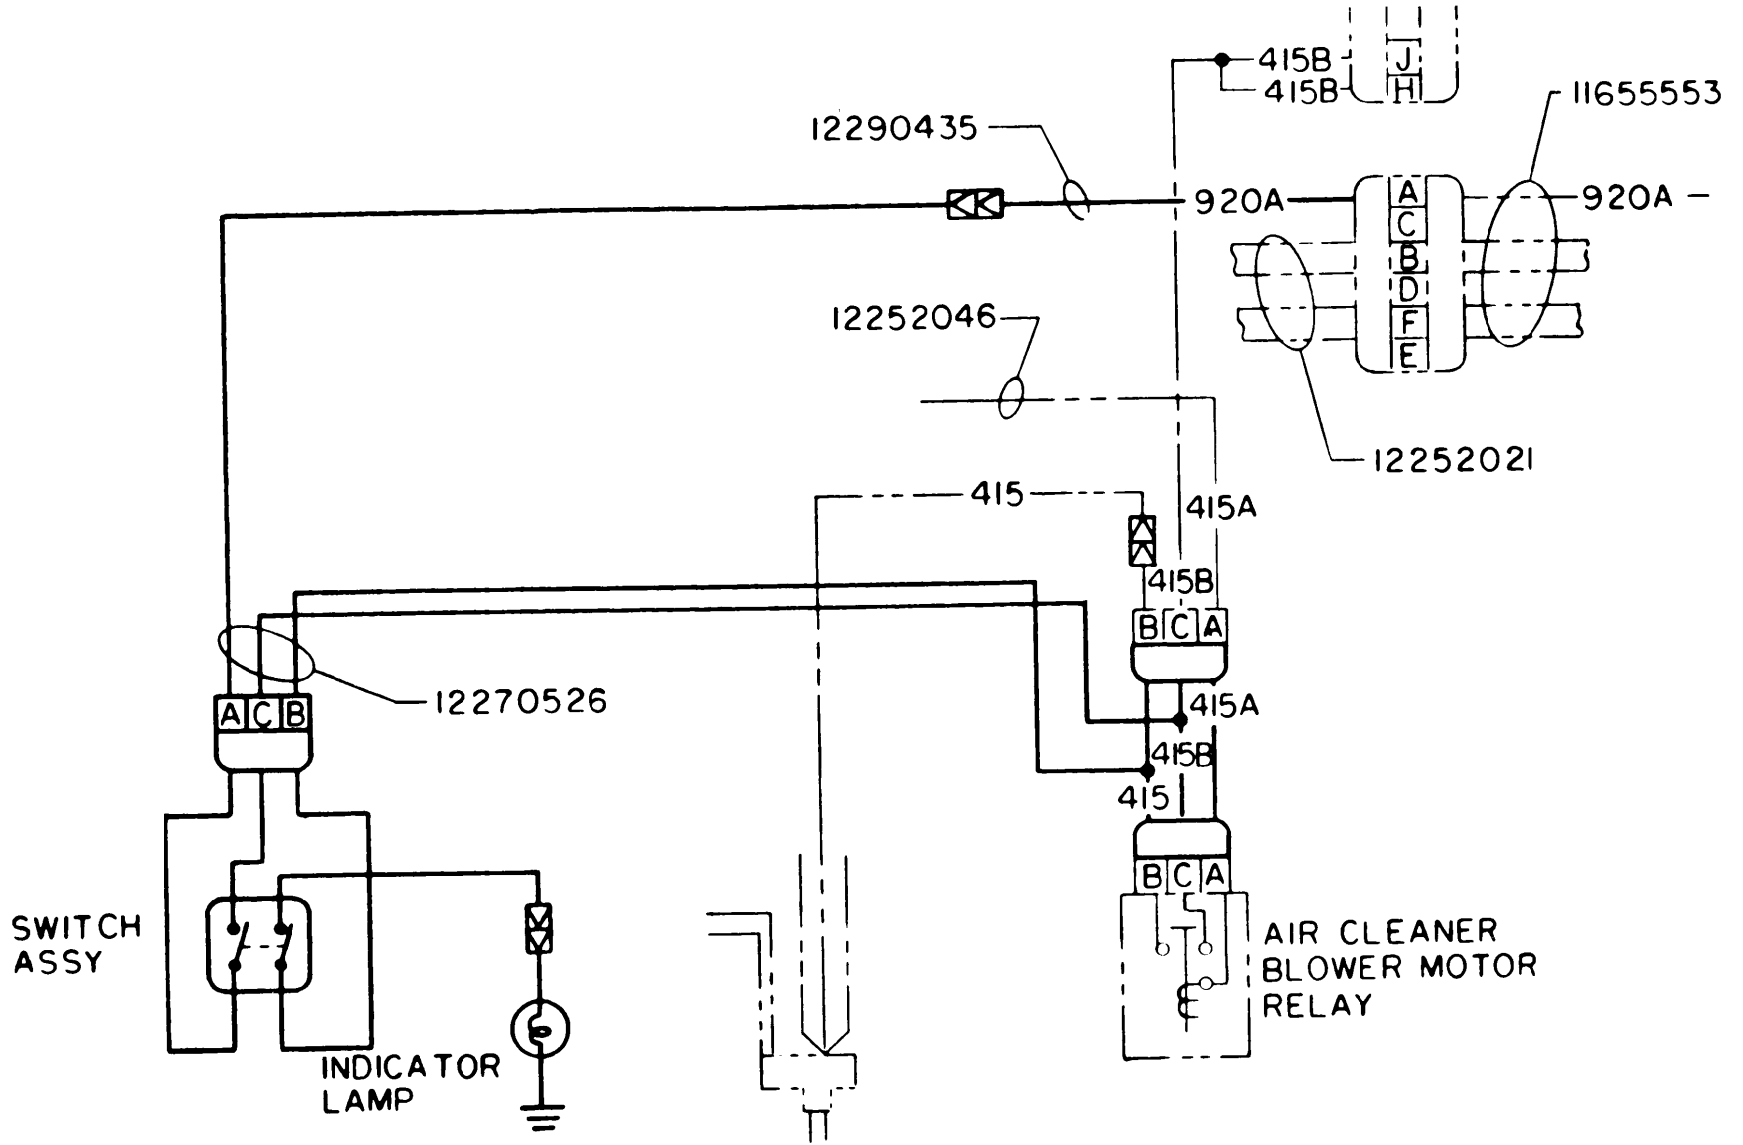 415B
J
415B
H
11655553
12290435
920A
A
920A
C
B
D
F
E
12252046
12252021
415
415A
415B
B C A
12270526
A C B
415A
415B
415
B C A
SWITCH
ASSY
AIR CLEANER
BLOWER MOTOR
RELAY
INDICATOR
LAMP